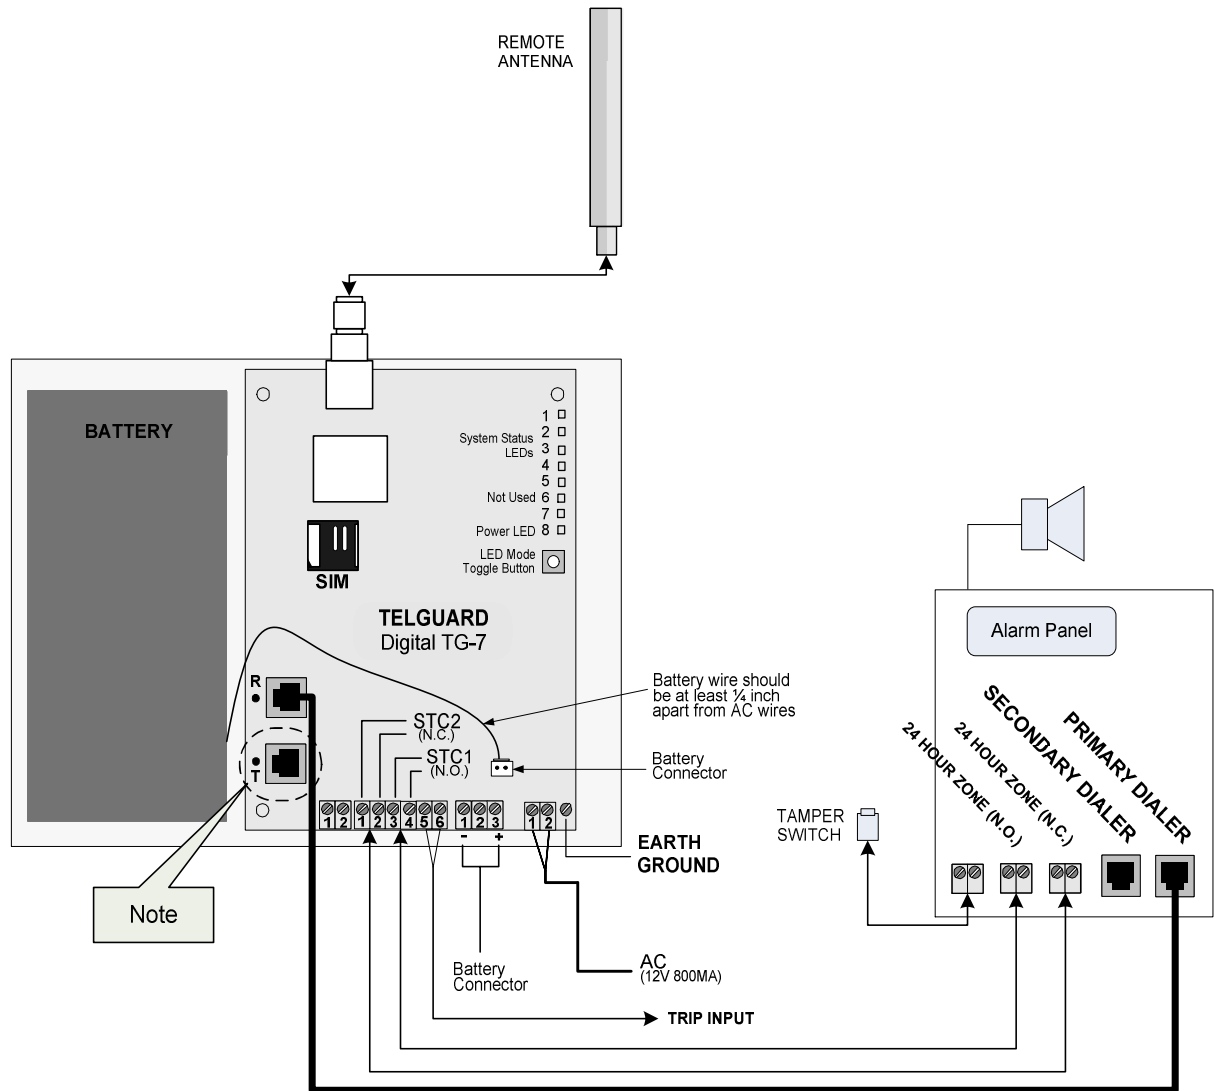 REMOTE
ANTENNA
BATTERY
1
System Status
LEDs
2
3
4
5
Not Used 6
7
Power LED 8
LED Mode
Toggle Button
SIM
TELGUARD
Digital TG-7
R
T
STC2
(N.C.)
STC1
(N.O.)
Battery wire should
be at least ¼ inch
apart from AC wires
Battery
Connector
1 2 1 2 3 4 5 6 1 2 3 1 2
- +
EARTH
GROUND
Note
Battery
Connector
AC
(12V 800MA)
TRIP INPUT
TAMPER
SWITCH
Alarm Panel
24 HOUR ZONE (N.O.)
24 HOUR ZONE (N.C.)
SECONDARY DIALER
PRIMARY DIALER